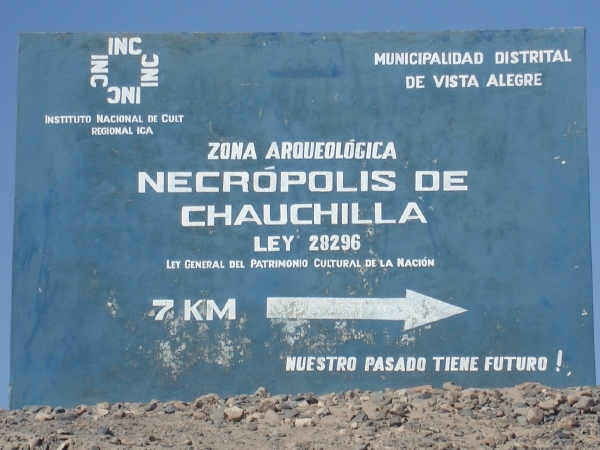 INC
INC
INC
INC
INSTITUTO NACIONAL DE CULT
REGIONAL ICA
MUNICIPALIDAD DISTRITAL
DE VISTA ALEGRE
ZONA ARQUEOLÓGICA
NECRÓPOLIS DE
CHAUCHILLA
LEY 28296
LEY GENERAL DEL PATRIMONIO CULTURAL DE LA NACIÓN
7 KM
NUESTRO PASADO TIENE FUTURO!